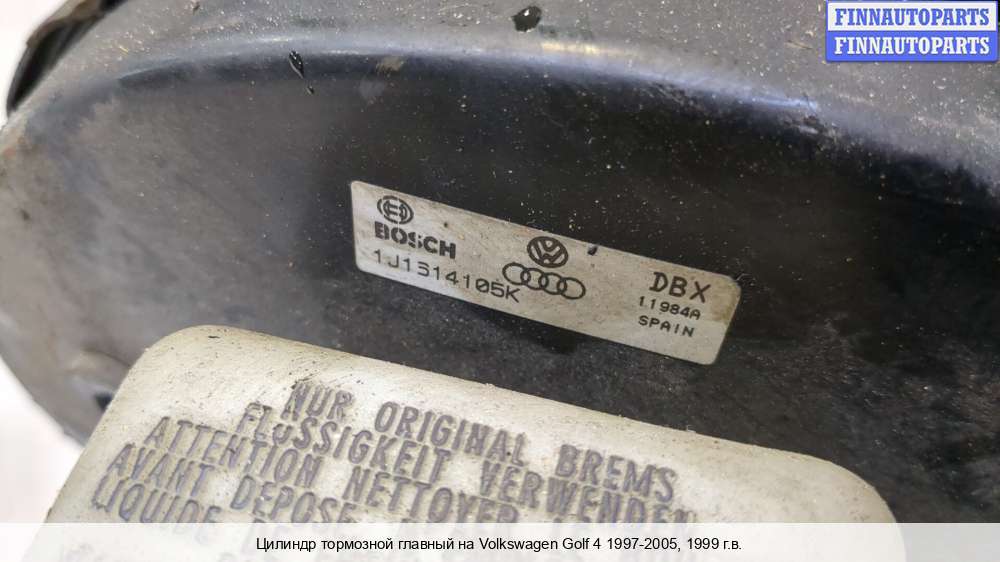 FINNAUTOPARTS
FINNAUTOPARTS
BOSCH
1J1614105K
DBX
11984A
SPAIN
NUR ORIGINAL BREMS
FLÜSSIGKEIT VERWENDEN
ATTENTION NETTOYER
AVANT DEPOSE
LIQUIDE
Цилиндр тормозной главный на Volkswagen Golf 4 1997-2005, 1999 г.в.